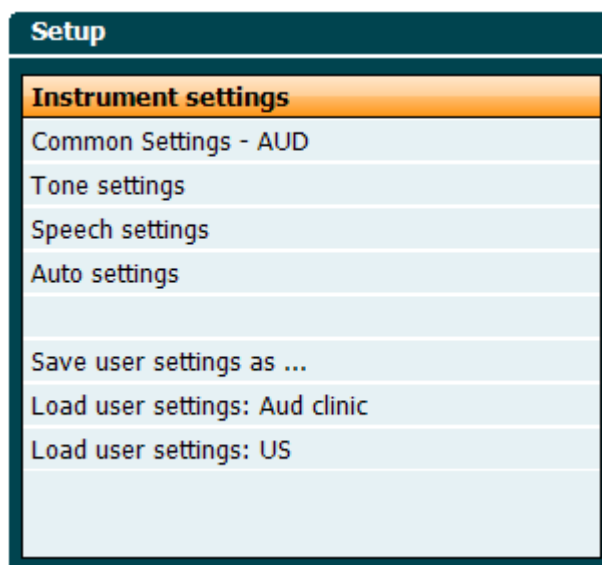 Setup
Instrument settings
Common Settings - AUD
Tone settings
Speech settings
Auto settings
Save user settings as ...
Load user settings: Aud clinic
Load user settings: US